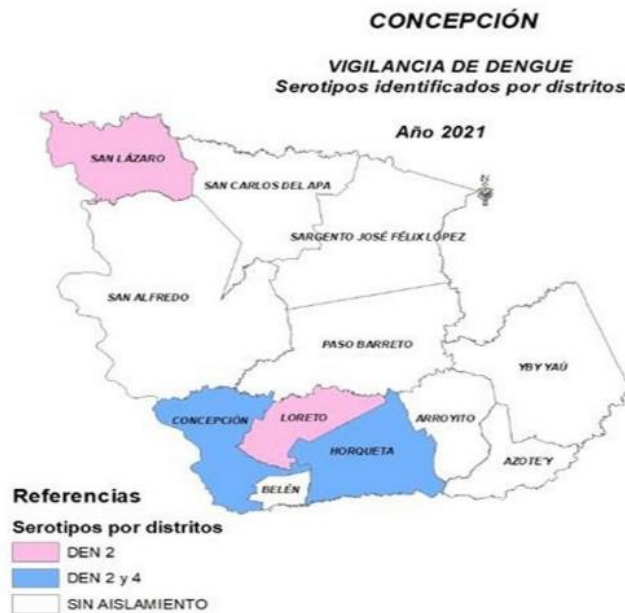 CONCEPCIÓN
VIGILANCIA DE DENGUE
Serotipos identificados por distritos
Año 2021
SAN LÁZARO
SAN CARLOS DEL APA
SARGENTO JOSÉ FÉLIX LÓPEZ
SAN ALFREDO
PASO BARRETO
YBY YAÚ
CONCEPCIÓN
LORETO
ARROYITO
HORQUETA
AZOTE'Y
BELÉN
Referencias
Serotipos por distritos
DEN 2
DEN 2 y 4
SIN AISLAMIENTO